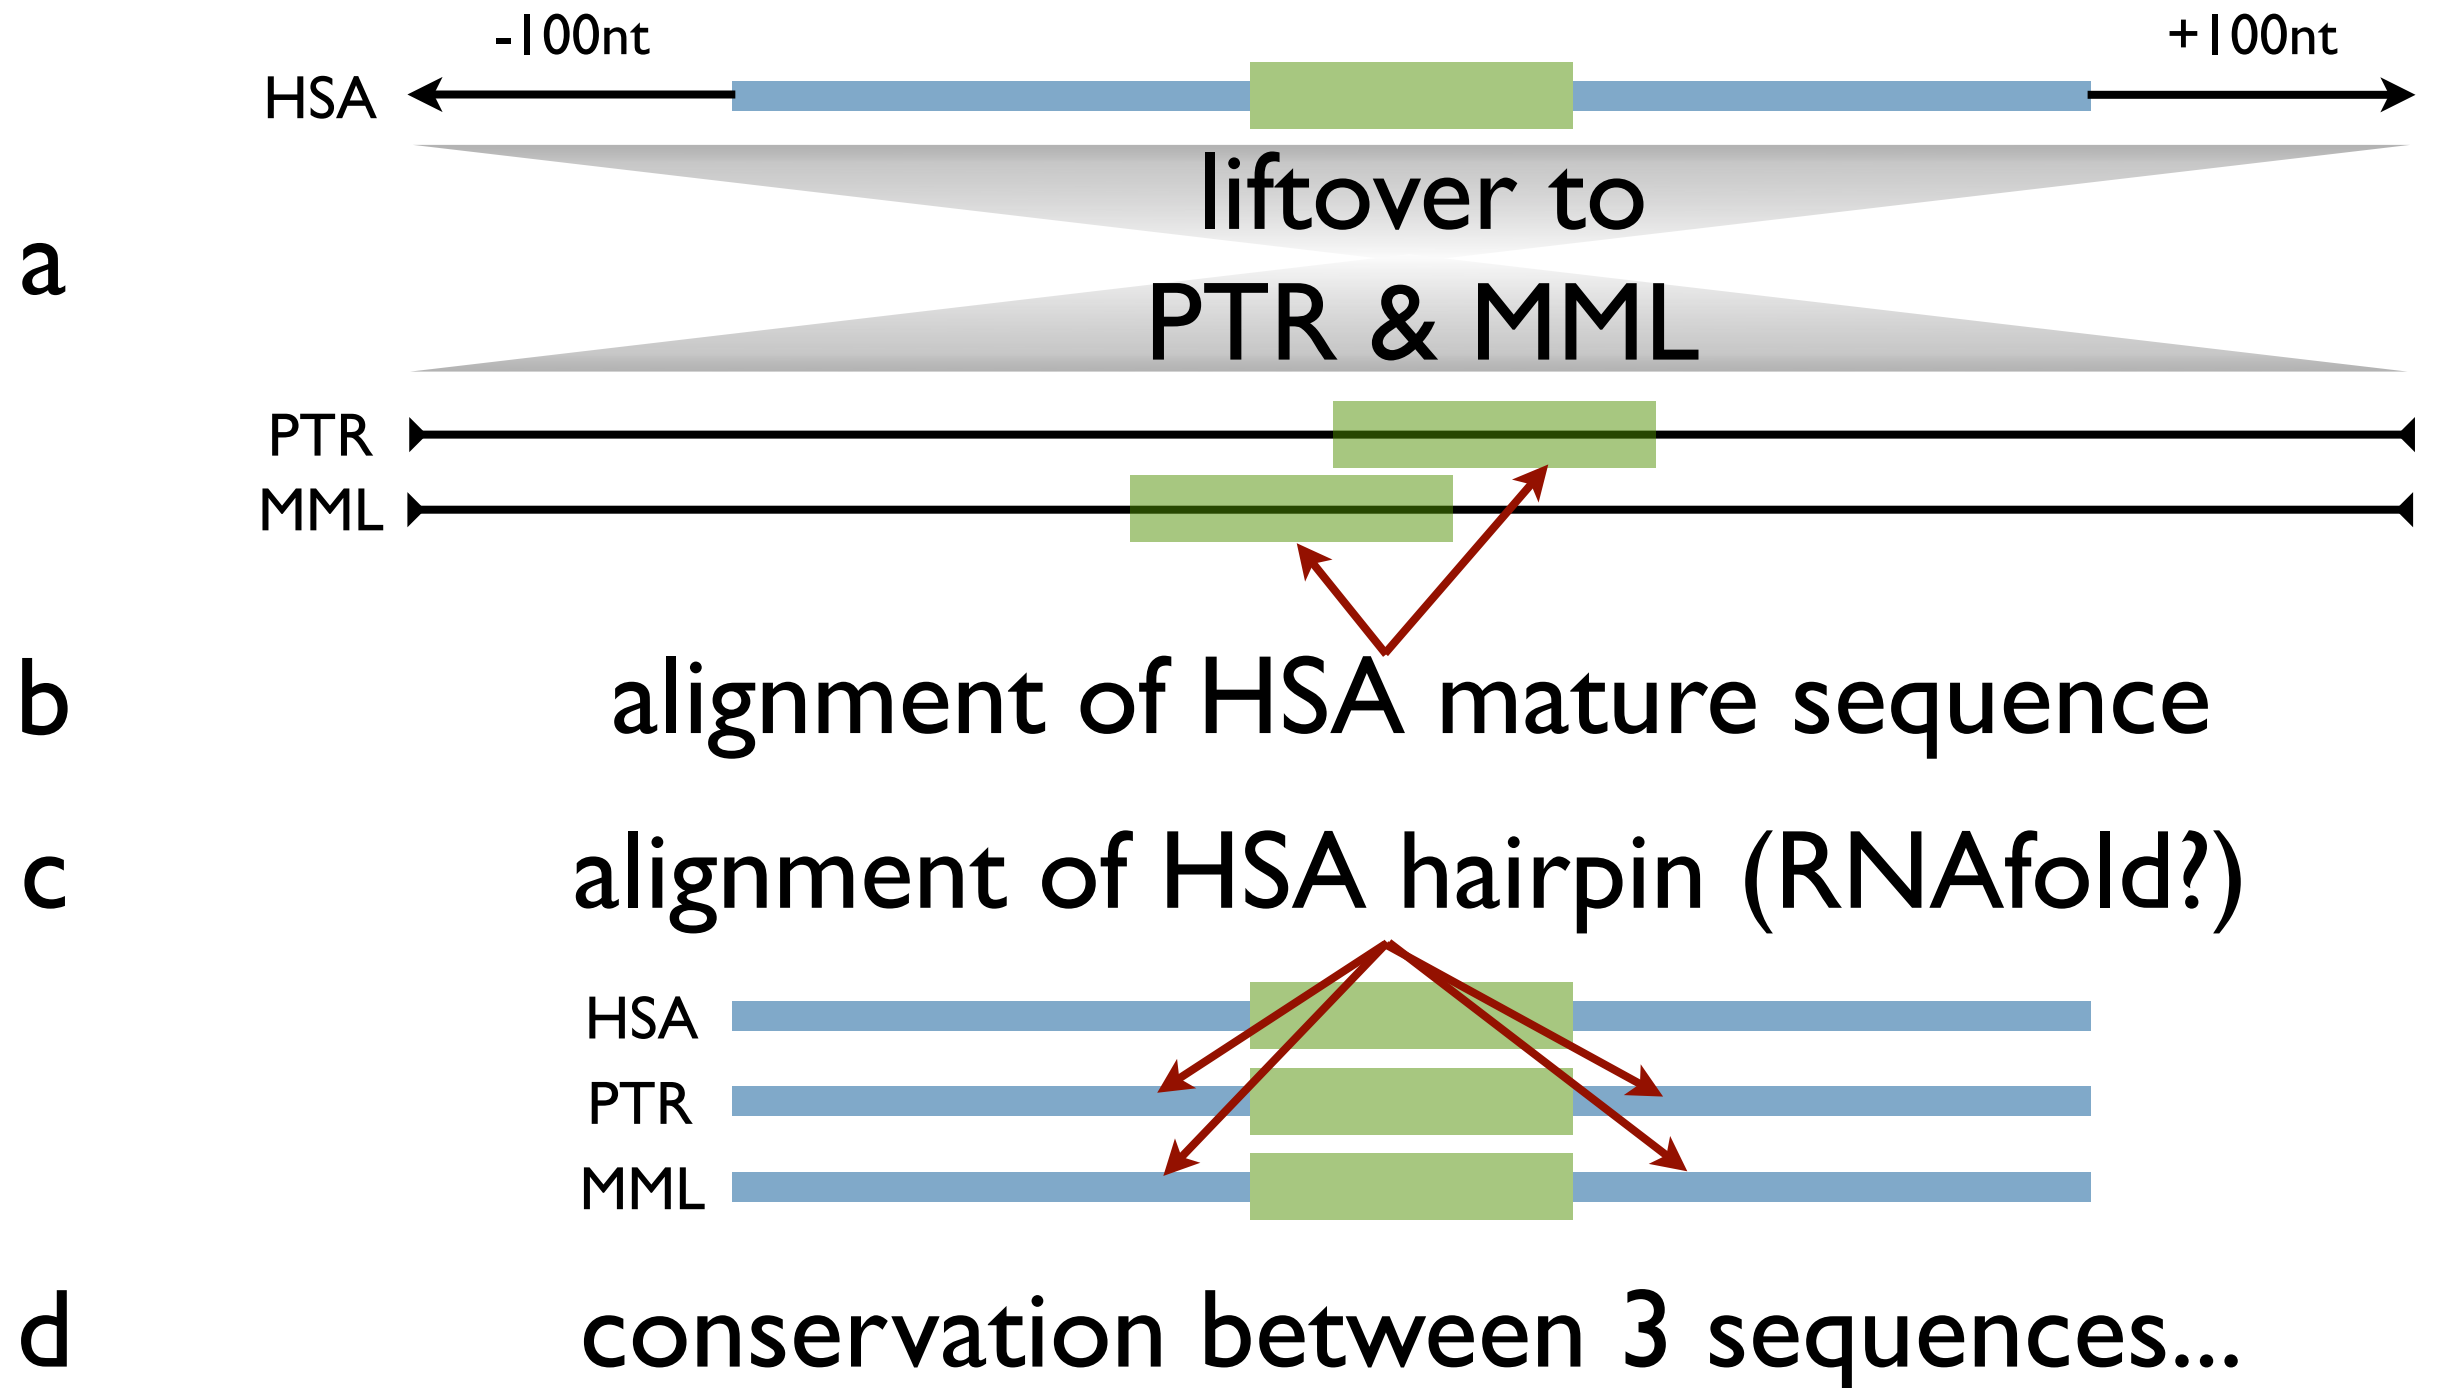 -100nt
+100nt
HSA
liftover to
a
PTR & MML
PTR
MML
b
alignment of HSA mature sequence
c
alignment of HSA hairpin (RNAfold?)
HSA
PTR
MML
d
conservation between 3 sequences...